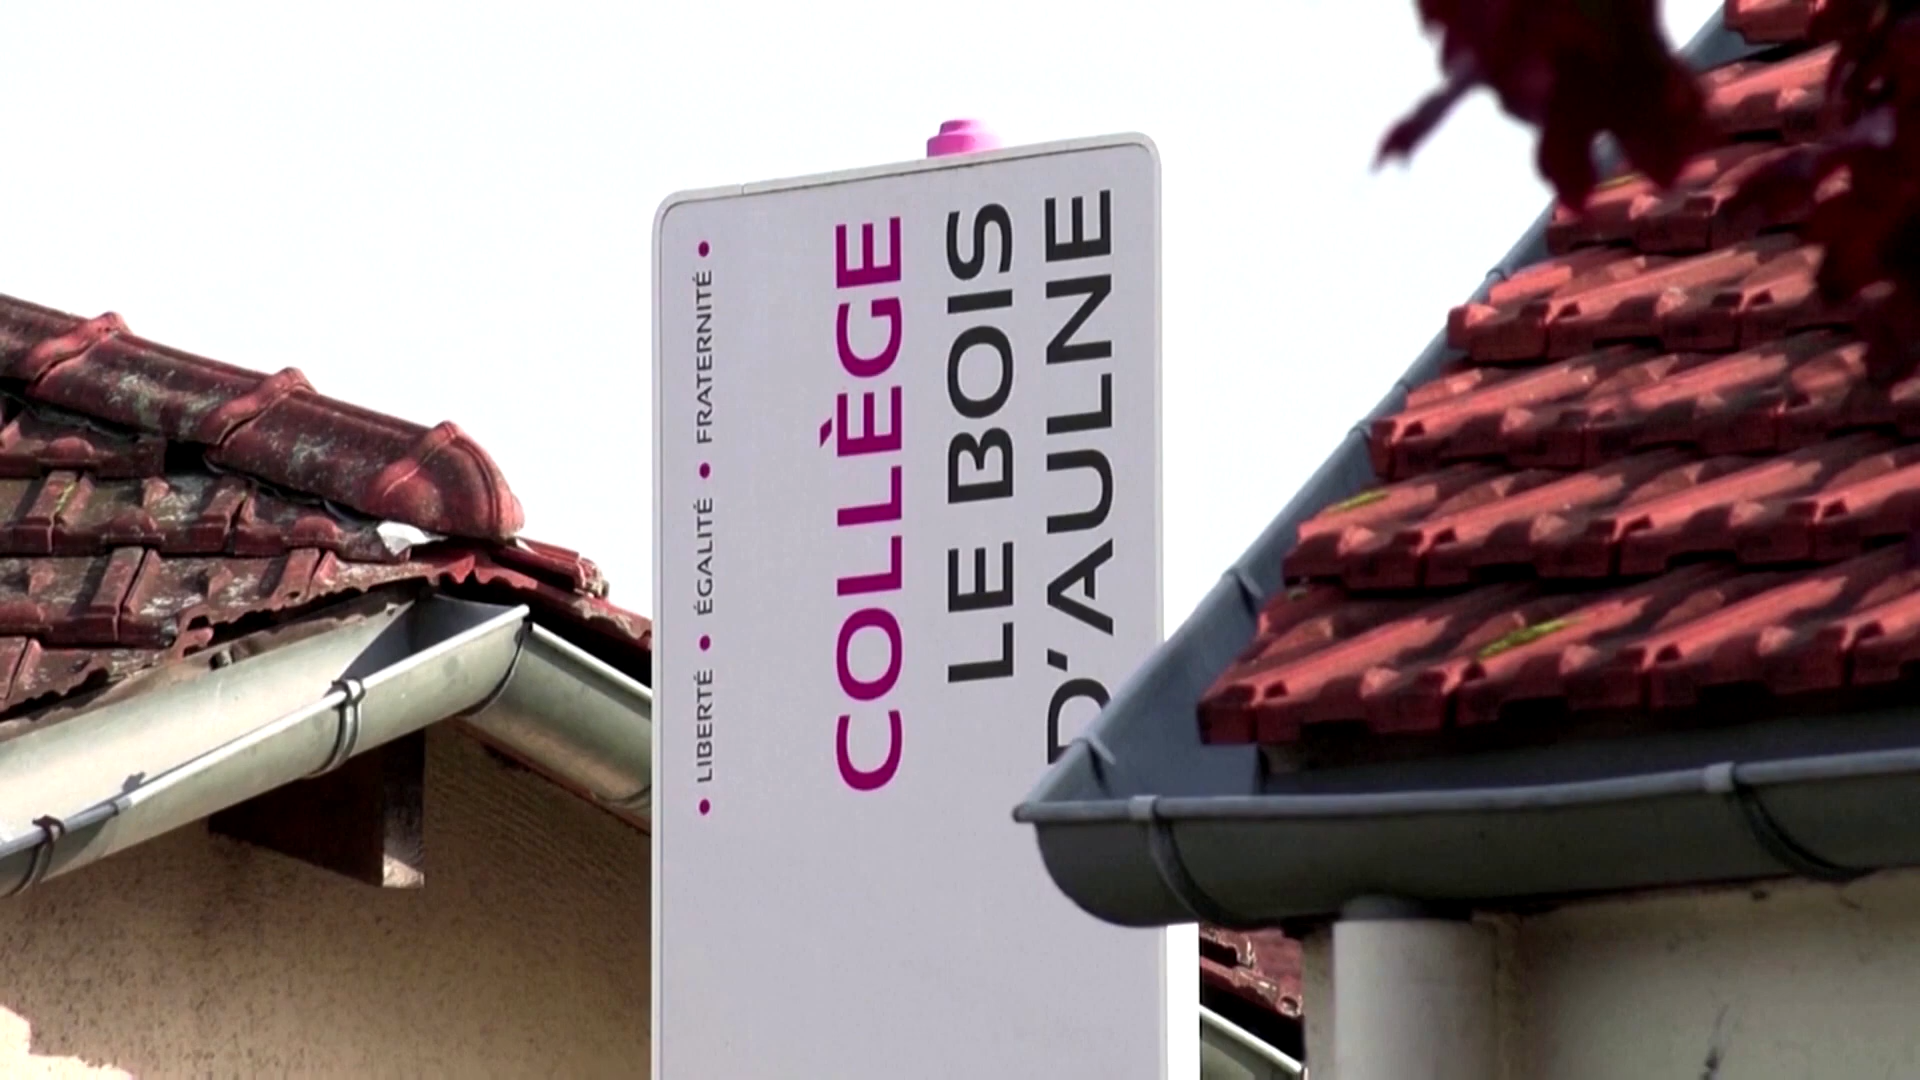 • LIBERTÉ • ÉGALITÉ • FRATERNITÉ •
COLLÈGE
LE BOIS
D'AULNE